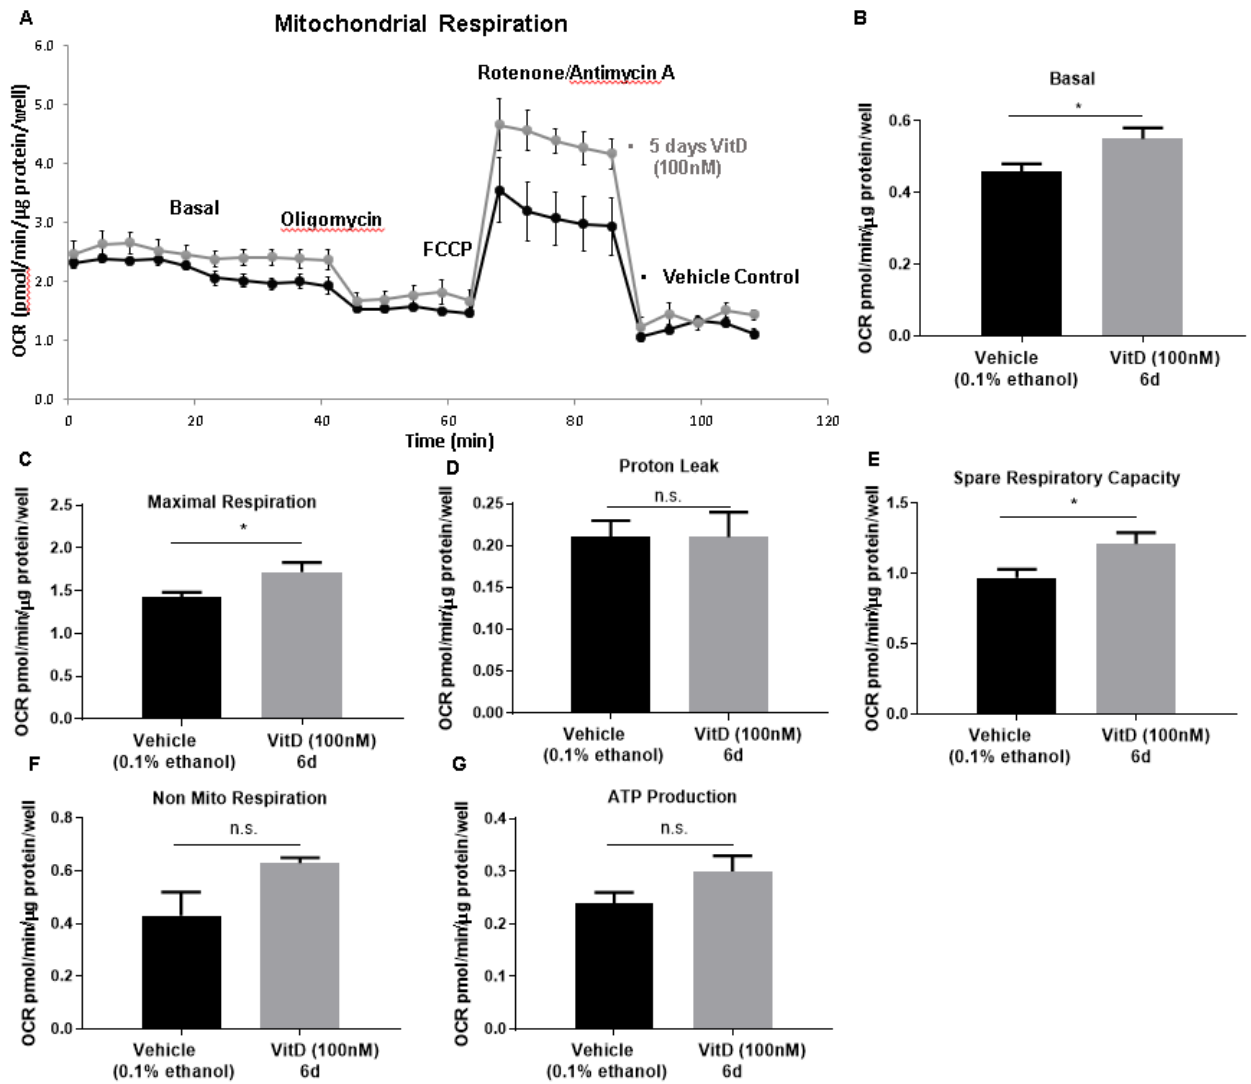 A
Mitochondrial Respiration
OCR (pmol/min/µg protein/well)
6.0
5.0
4.0
3.0
2.0
1.0
0.0
Rotenone/Antimycin A
5 days VitD
(100nM)
Basal
Oligomycin
FCCP
Vehicle Control
0
20
40
60
80
100
120
Time (min)
B
Basal
*
OCR pmol/min/µg protein/well
0.6
0.4
0.2
0.0
Vehicle
(0.1% ethanol)
VitD (100nM)
6d
C
Maximal Respiration
*
OCR pmol/min/µg protein/well
2.5
2.0
1.5
1.0
0.5
0.0
Vehicle
(0.1% ethanol)
VitD (100nM)
6d
D
Proton Leak
n.s.
OCR pmol/min/µg protein/well
0.25
0.20
0.15
0.10
0.05
0.00
Vehicle
(0.1% ethanol)
VitD (100nM)
6d
E
Spare Respiratory Capacity
*
OCR pmol/min/µg protein/well
1.5
1.0
0.5
0.0
Vehicle
(0.1% ethanol)
VitD (100nM)
6d
F
Non Mito Respiration
n.s.
OCR pmol/min/µg protein/well
0.8
0.6
0.4
0.2
0.0
Vehicle
(0.1% ethanol)
VitD (100nM)
6d
G
ATP Production
n.s.
OCR pmol/min/µg protein/well
0.4
0.3
0.2
0.1
0.0
Vehicle
(0.1% ethanol)
VitD (100nM)
6d